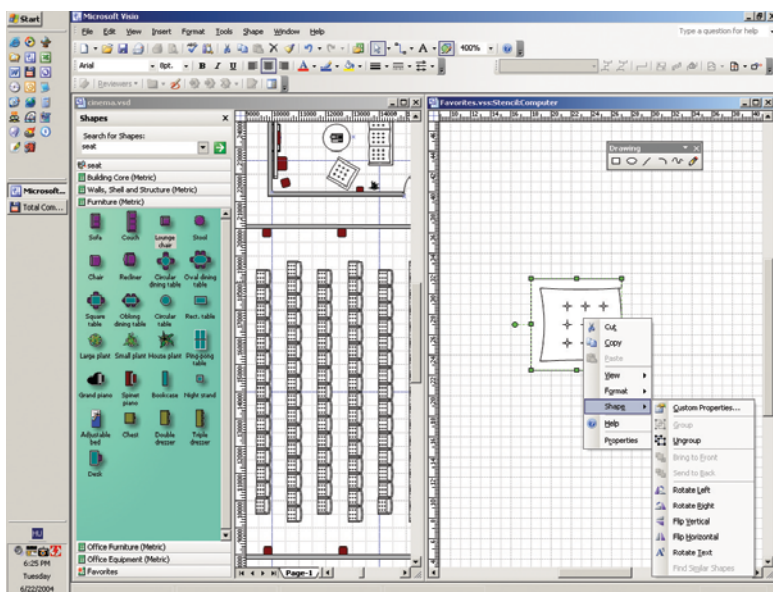 Start
Microsoft Visio
File Edit View Insert Format Tools Shape Window Help
Type a question for help
400%
Arial
8pt.
B I U
Reviewers
cinema.vsd
Favorites.vss:Stencil:Computer
Shapes
Search for Shapes:
seat
seat
Building Core (Metric)
Walls, Shell and Structure (Metric)
Furniture (Metric)
Sofa Couch Lounge chair Stool
Chair Recliner Circular dining table Oval dining table
Square table Oblong dining table Circular table Rect. table
Large plant Small plant House plant Ping-pong table
Grand piano Spinet piano Bookcase Night stand
Adjustable bed Chest Double dresser Triple dresser
Desk
Office Furniture (Metric)
Office Equipment (Metric)
Favorites
Page-1
Drawing
Cut
Copy
Paste
View
Format
Shape
Help
Properties
Custom Properties...
Group
Ungroup
Bring to Front
Send to Back
Rotate Left
Rotate Right
Flip Vertical
Flip Horizontal
Rotate Text
Find Similar Shapes
Microsoft...
Total Com...
HU
6:25 PM
Tuesday
6/22/2004